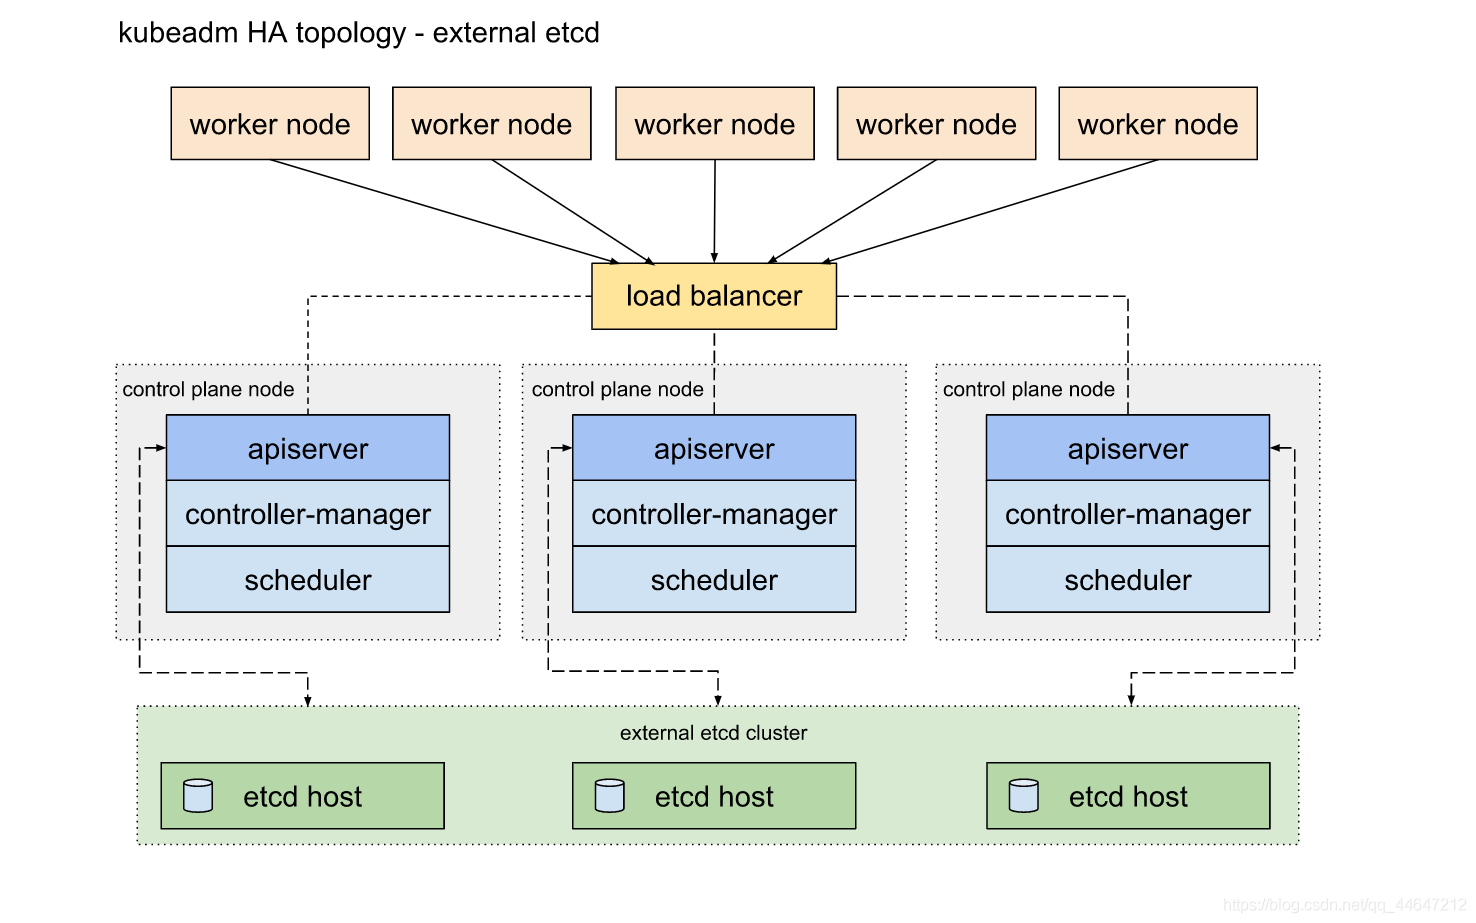 kubeadm HA topology - external etcd
worker node
worker node
worker node
worker node
worker node
load balancer
control plane node
control plane node
control plane node
apiserver
apiserver
apiserver
controller-manager
controller-manager
controller-manager
scheduler
scheduler
scheduler
external etcd cluster
etcd host
etcd host
etcd host
https://blog.csdn.net/qq_44647212